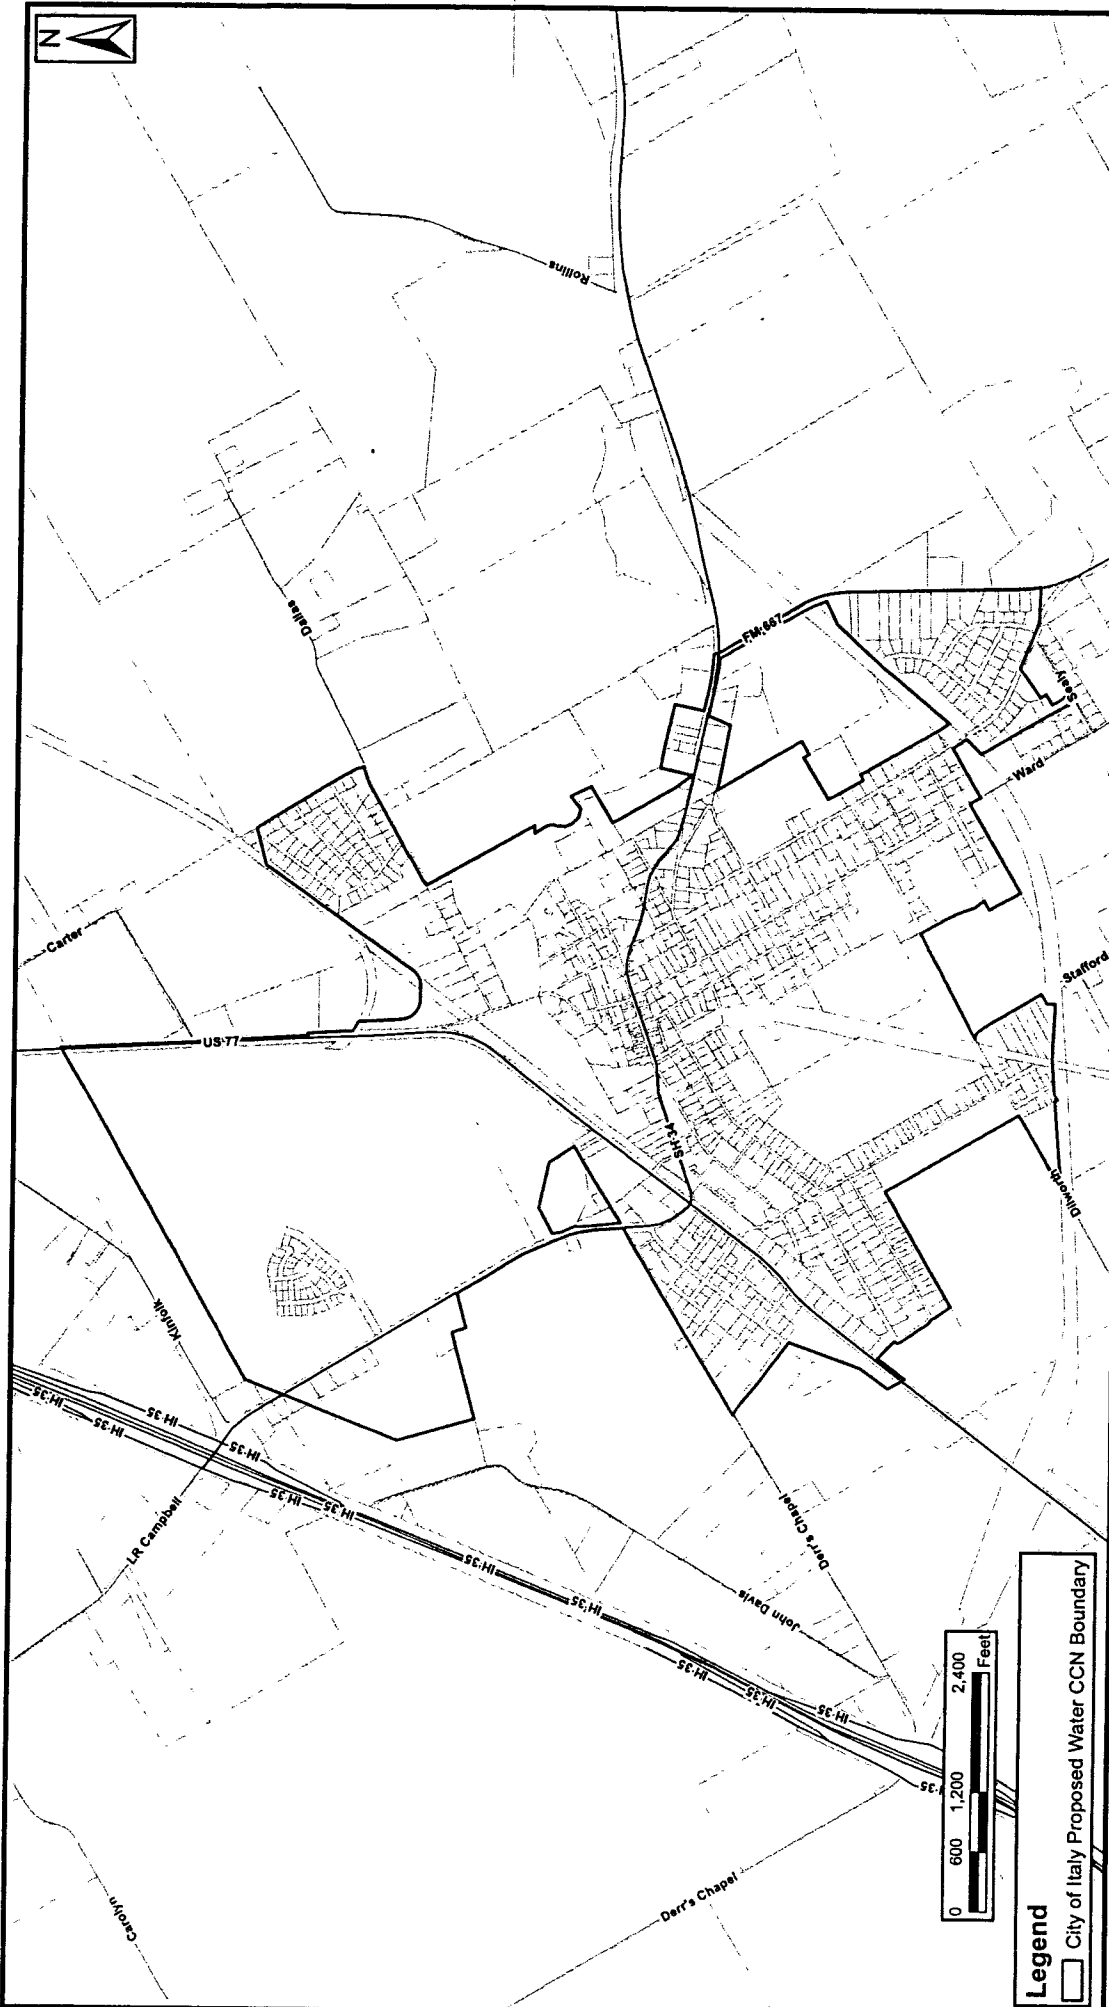 N
Carter
US 77
Dallas
Rollins
Kinfolk
IH 35
IH 35
IH 35
IH 35
IH 35
IH 35
LR Campbell
IH 35
IH 35
IH 35
IH 35
IH 35
John Davis
Derr's Chapel
SH 34
FM 667
Sealy
Ward
Stafford
Dilworth
Carolyn
Derr's Chapel
0 600 1,200 2,400
Feet
Legend
City of Italy Proposed Water CCN Boundary